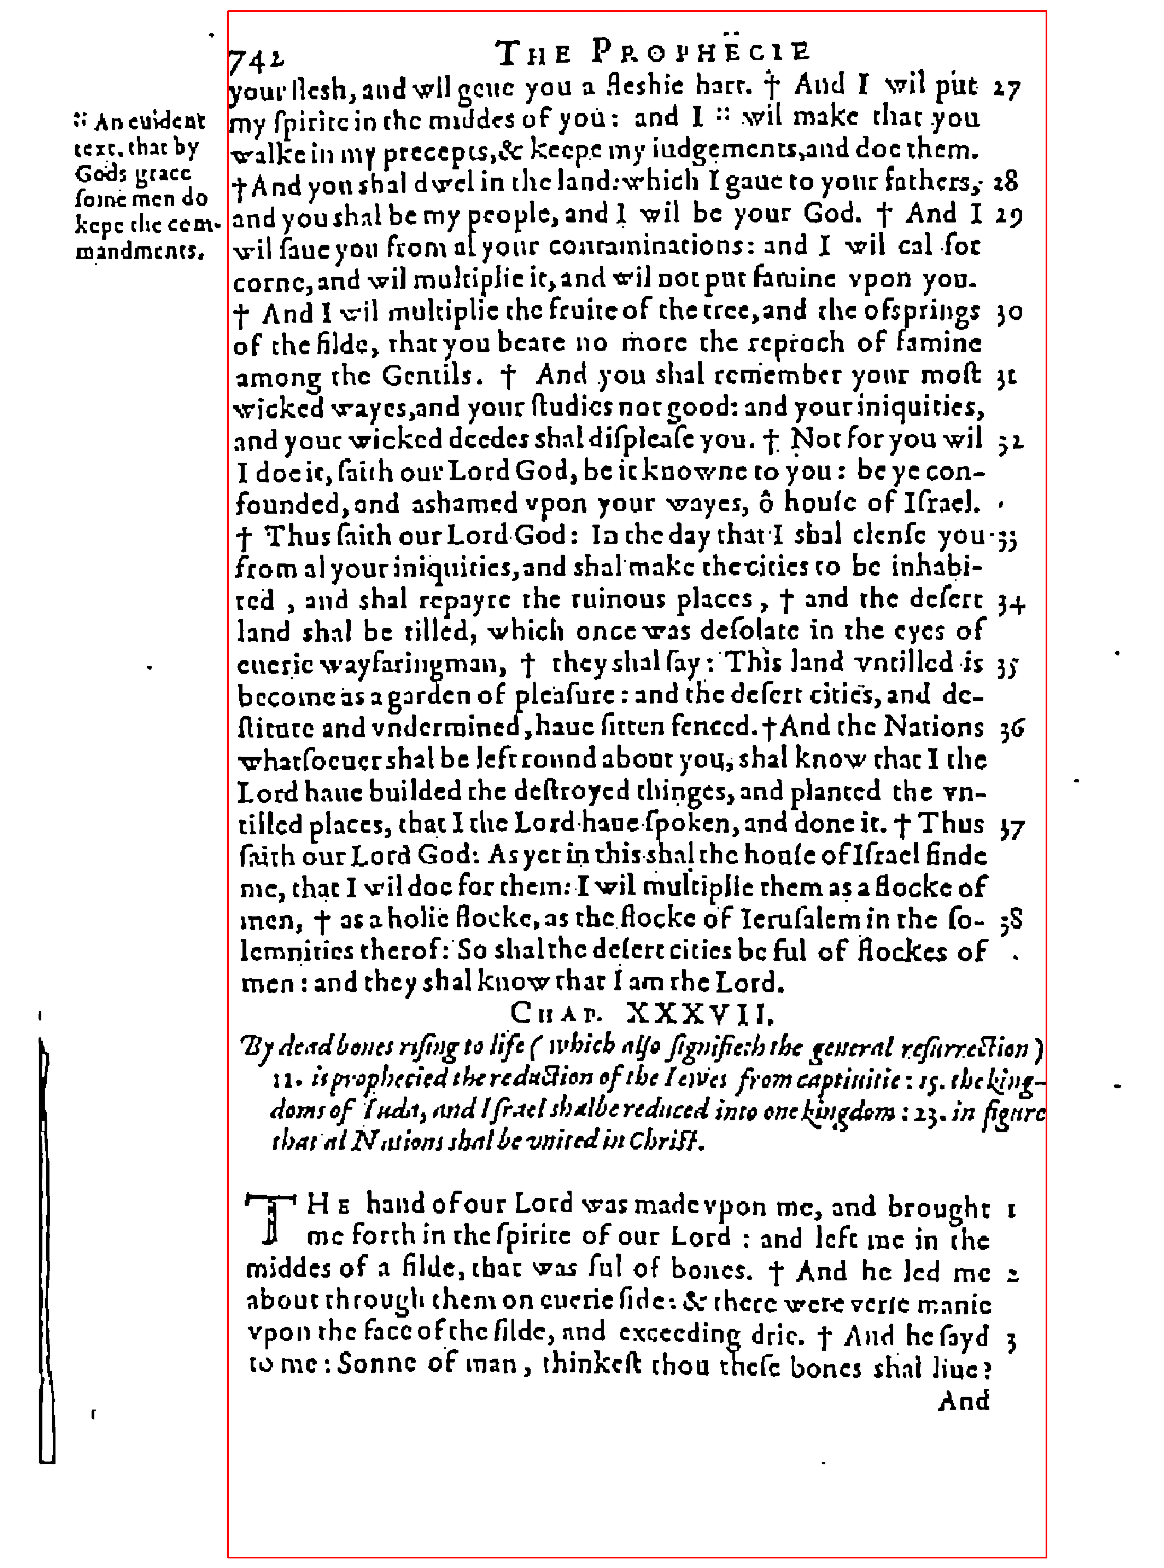 742 THE PROPHECIE
your flesh, and wil geue you a fleshie hart. † And I wil put 27
my ſpirite in the middes of you: and I :: wil make that you
walke in my precepts, & keepe my iudgements, and doe them.
† And you shal dwel in the land which I gaue to your fathers, 28
and you shal be my people, and I wil be your God. † And I 29
wil ſaue you from al your contaminations: and I wil cal for
corne, and wil multiplie it, and wil not put famine vpon you.
† And I wil multiplie the fruite of the tree, and the ofsprings 30
of the filde, that you beare no more the reproch of famine
among the Gentils. † And you shal remember your moſt 31
wicked wayes, and your ſtudies not good: and your iniquities,
and your wicked deedes shal diſpleaſe you. † Not for you wil 32
I doe it, ſaith our Lord God, be it knowne to you: be ye con-
founded, and ashamed vpon your wayes, ô houſe of Iſrael.
† Thus ſaith our Lord God: In the day that I shal clenſe you 33
from al your iniquities, and shal make the cities to be inhabi-
ted , and shal repayre the ruinous places , † and the deſert 34
land shal be tilled, which once was deſolate in the eyes of
euerie wayfaring man, † they shal ſay: This land vntilled is 35
become as a garden of pleaſure: and the deſert cities, and de-
ſtitute and vndermined, haue ſitten fenced. † And the Nations 36
whatſoeuer shal be left round about you, shal know that I the
Lord haue builded the deſtroyed thinges, and planted the vn-
tilled places, that I the Lord haue ſpoken, and done it. † Thus 37
ſaith our Lord God: As yet in this shal the houſe of Iſrael finde
me, that I wil doe for them: I wil multiplie them as a flocke of
men, † as a holie flocke, as the flocke of Ieruſalem in the ſo- 38
lemnities therof: So shal the deſert cities be ful of flockes of
men: and they shal know that I am the Lord.
:: An euident
text, that by
Gods grace
ſome men do
kepe the com-
mandments.
CHAP. XXXVII.
By dead bones riſing to life ( which alſo ſignifieth the general reſurrection )
11. is prophecied the reduction of the Iewes from captiuitie: 15. the king-
doms of Iuda, and Iſrael shal be reduced into one kingdom: 23. in figure
that al Nations shal be vnited in Chriſt.
THE hand of our Lord was made vpon me, and brought 1
me forth in the ſpirite of our Lord : and left me in the
middes of a filde, that was ful of bones. † And he led me 2
about through them on euerie ſide: & there were verie manie
vpon the face of the filde, and exceeding drie. † And he ſayd 3
to me: Sonne of man, thinkeſt thou theſe bones shal liue?
And